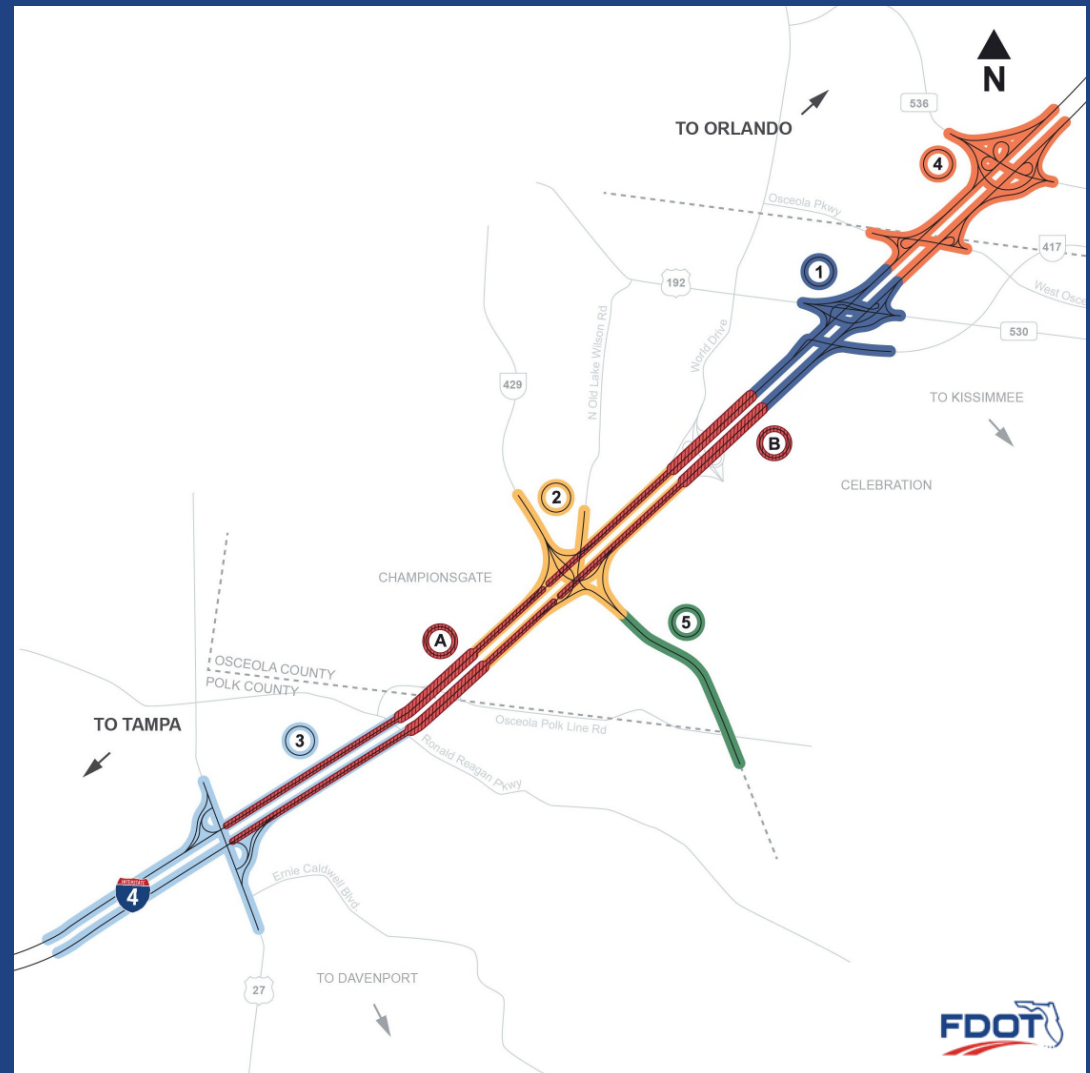 N
TO ORLANDO
536
4
Osceola Pkwy
417
1
192
West Osce
530
World Drive
N Old Lake Wilson Rd
429
TO KISSIMMEE
B
CELEBRATION
2
CHAMPIONSGATE
5
A
OSCEOLA COUNTY
POLK COUNTY
TO TAMPA
3
Osceola Polk Line Rd
Ronald Reagan Pkwy
Ernie Caldwell Blvd.
4
TO DAVENPORT
27
FDOT